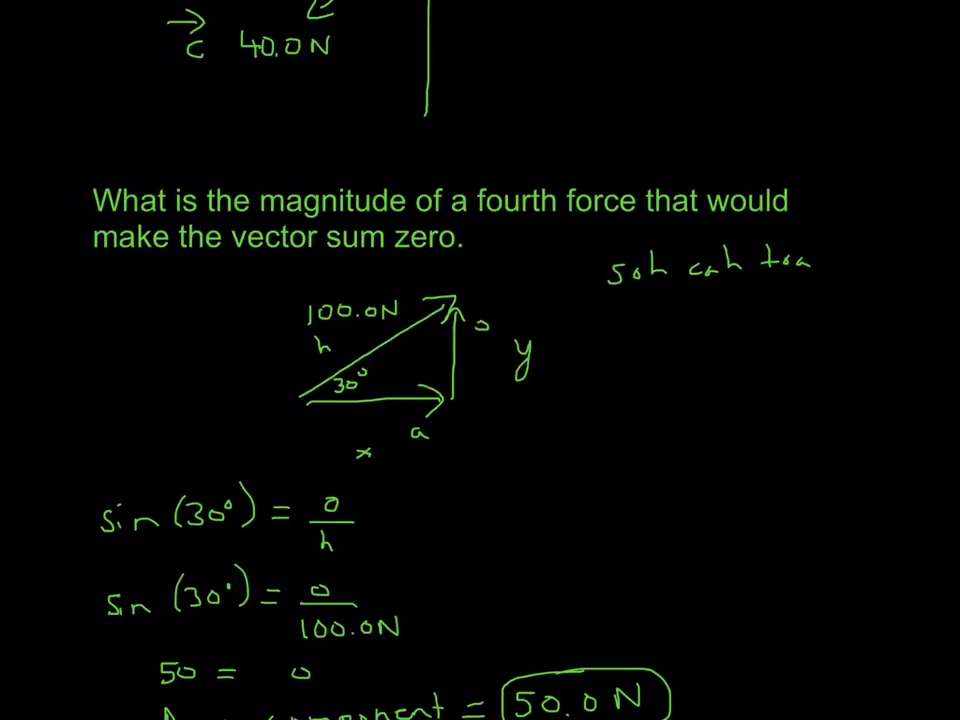 C 40.0N
What is the magnitude of a fourth force that would
make the vector sum zero.
soh cah toa
100.0N
h
o
30°
y
a
x
sin (30°) = o/h
sin (30°) = o/100.0N
50 = o
component = 50.0N